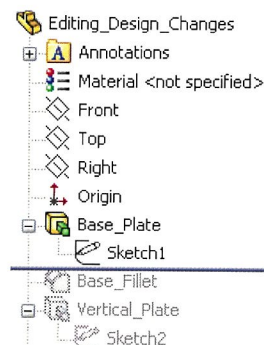 Editing_Design_Changes
A Annotations
Material <not specified>
Front
Top
Right
Origin
Base_Plate
Sketch1
Base_Fillet
Vertical_Plate
Sketch2